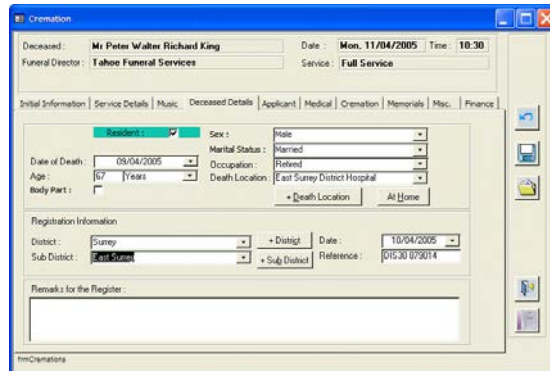 Cremation
Deceased : Mr Peter Walter Richard King Date : Mon, 11/04/2005 Time : 10:30
Funeral Director : Tahoe Funeral Services Service : Full Service
Initial Information Service Details Music Deceased Details Applicant Medical Cremation Memorials Misc. Finance
Resident : Sex : Male
Marital Status : Married
Date of Death : 09/04/2005 Occupation : Retired
Age : 67 Years Death Location : East Surrey District Hospital
Body Part : + Death Location At Home
Registration Information
District : Surrey + District Date : 10/04/2005
Sub District : East Surrey + Sub District Reference : DIS30 879014
Remarks for the Register :
frmCremations